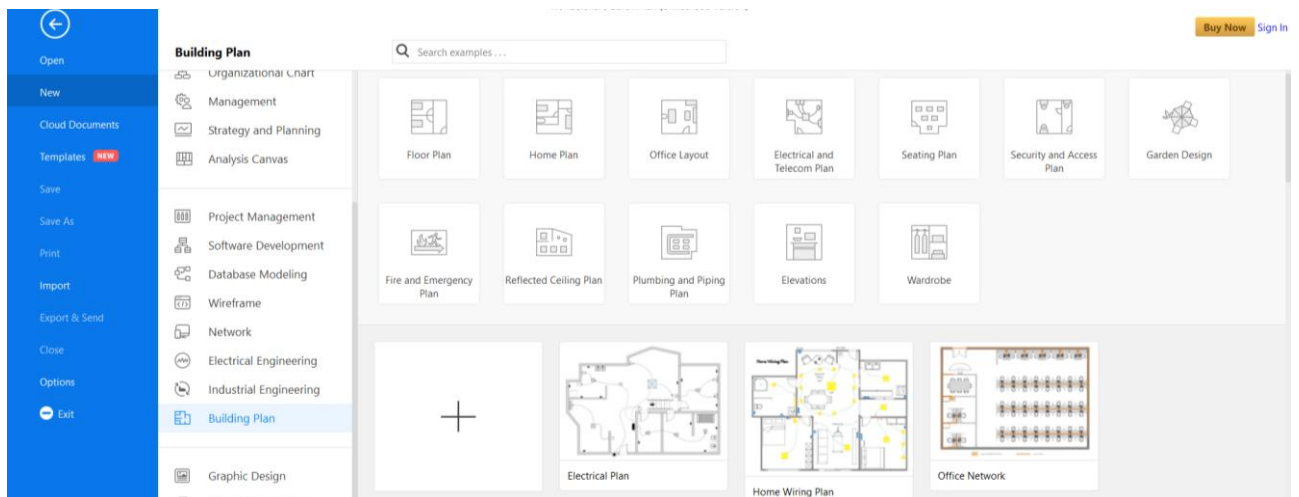 Buy Now Sign In
Open
New
Cloud Documents
Templates NEW
Save
Save As
Print
Import
Export & Send
Close
Options
Exit
Building Plan
Search examples . . .
Organizational Chart
Management
Strategy and Planning
Analysis Canvas
Project Management
Software Development
Database Modeling
Wireframe
Network
Electrical Engineering
Industrial Engineering
Building Plan
Graphic Design
Floor Plan
Home Plan
Office Layout
Electrical and
Telecom Plan
Seating Plan
Security and Access
Plan
Garden Design
Fire and Emergency
Plan
Reflected Ceiling Plan
Plumbing and Piping
Plan
Elevations
Wardrobe
Electrical Plan
Home Wiring Plan
Home Wiring Plan
Office Network